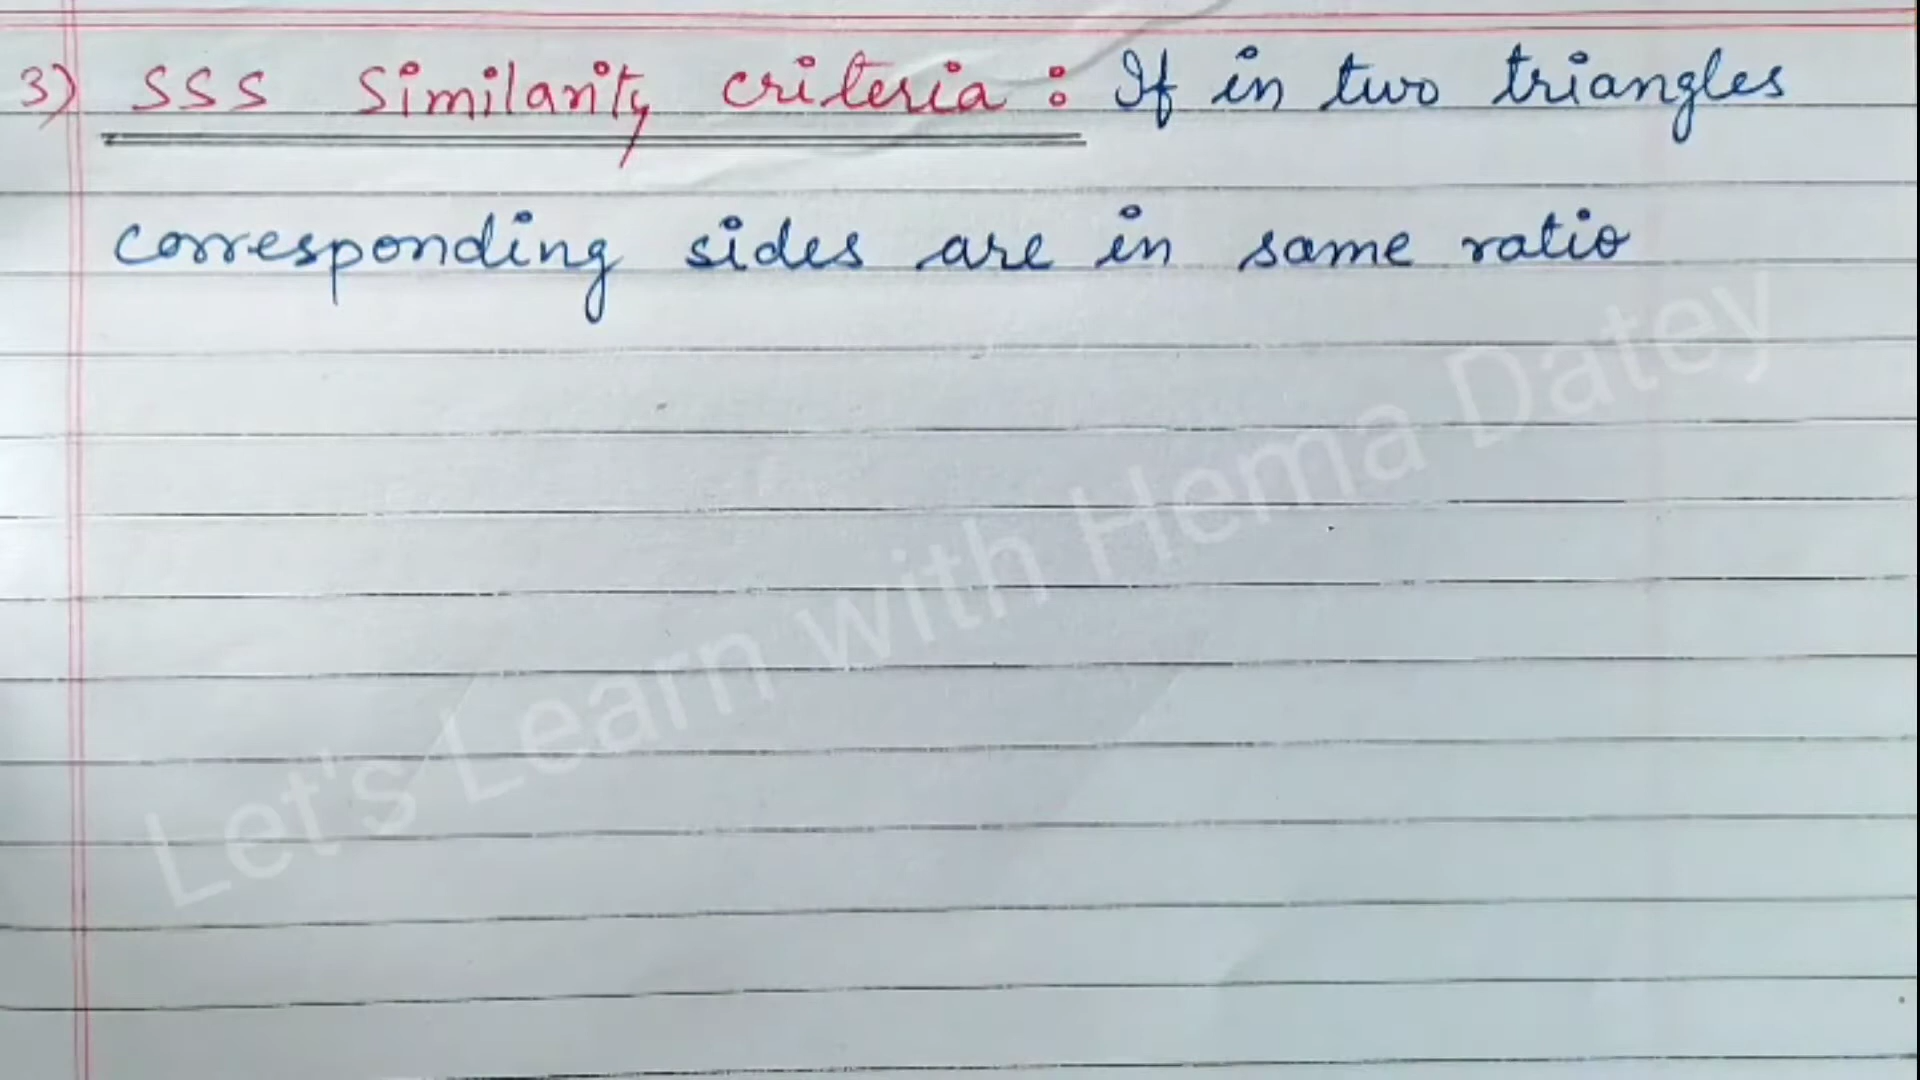 3) SSS Similarity criteria : If in two triangles
corresponding sides are in same ratio
Let's Learn with Hema Datey